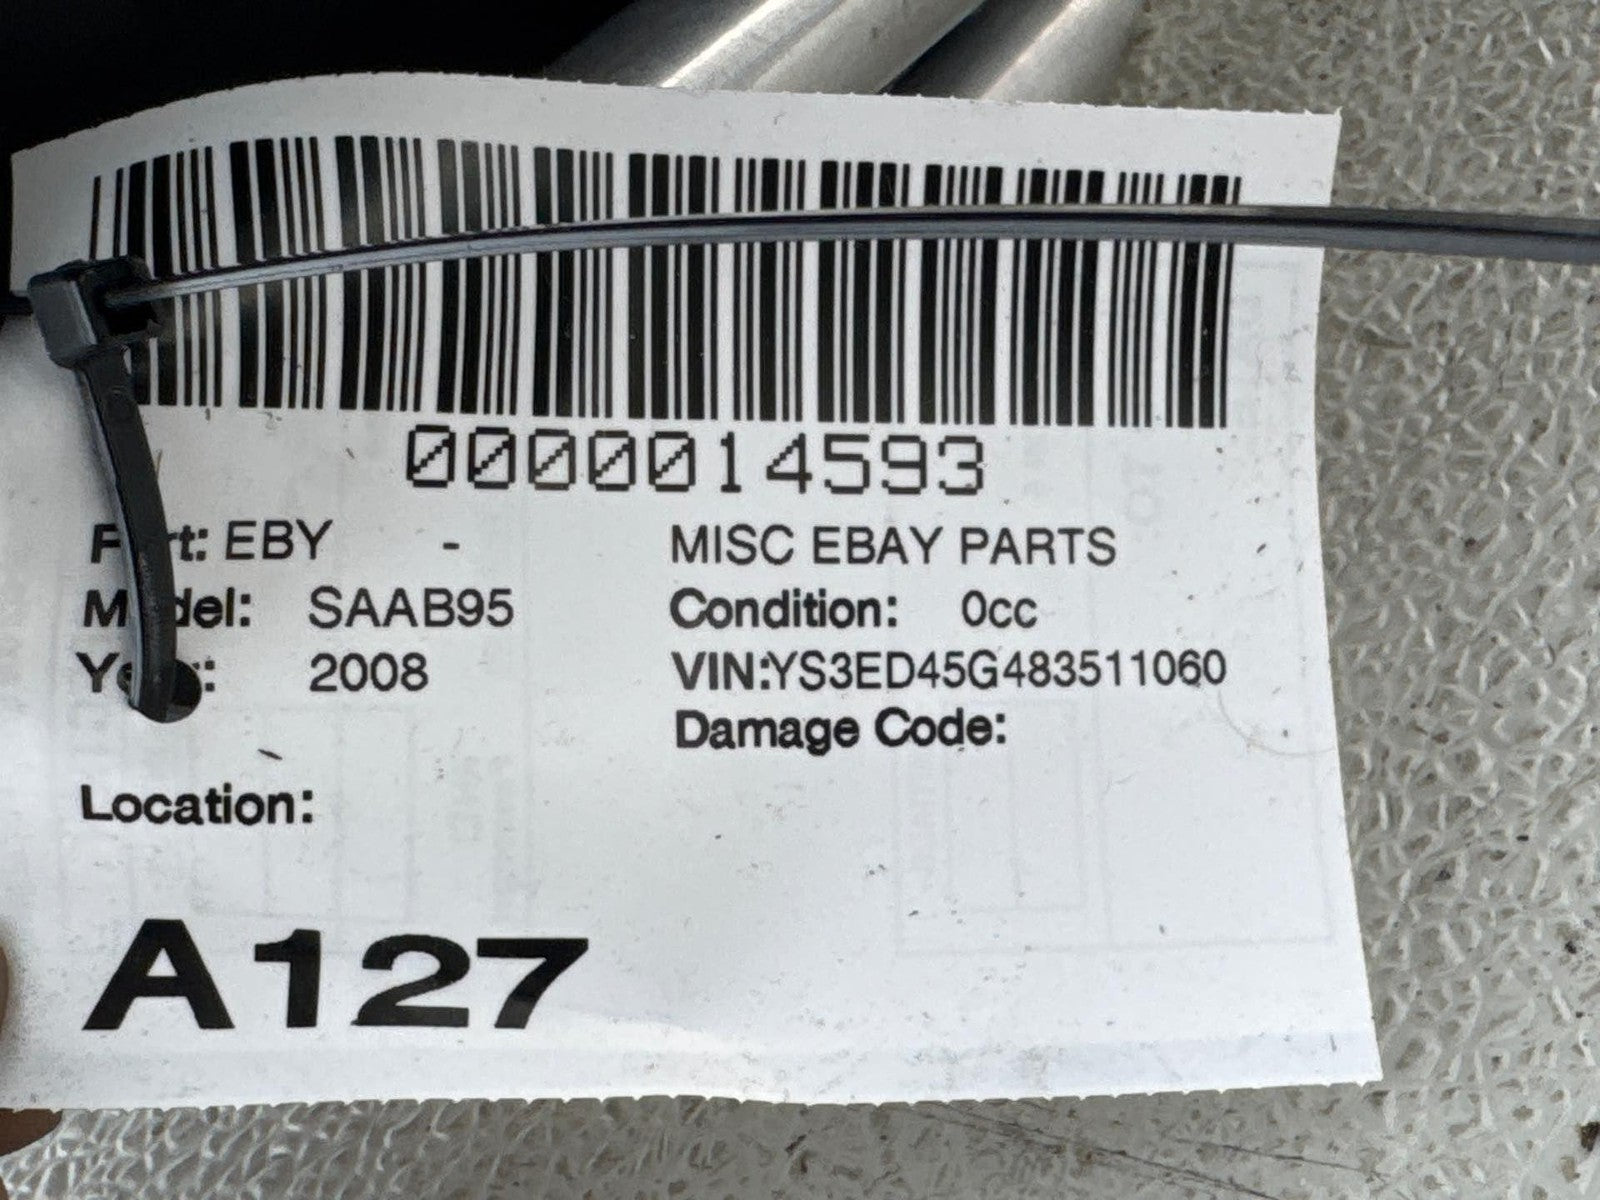 0000014593
Part: EBY - MISC EBAY PARTS
Model: SAAB95 Condition: 0cc
Year: 2008 VIN:YS3ED45G483511060
Damage Code:
Location:
A127